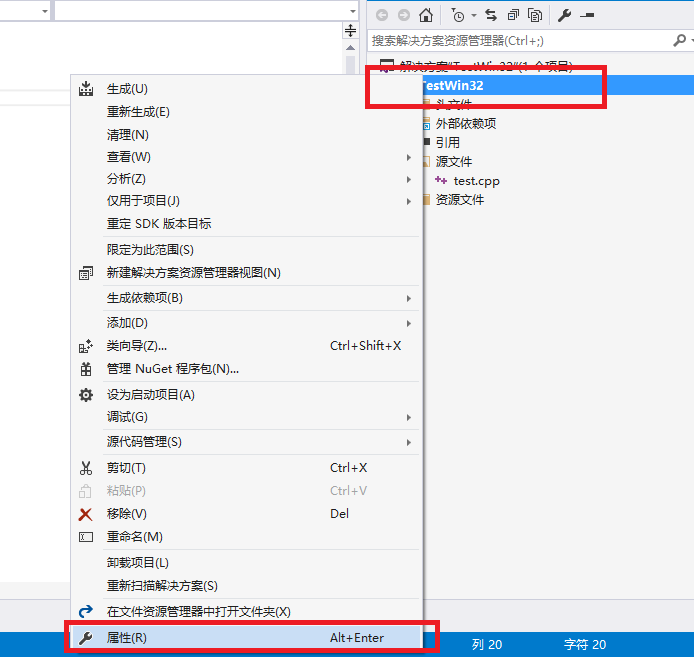 搜索解决方案资源管理器(Ctrl+;)
解决方案"TestWin32"(1 个项目)
TestWin32
头文件
外部依赖项
引用
源文件
test.cpp
资源文件
生成(U)
重新生成(E)
清理(N)
查看(W)
分析(Z)
仅用于项目(J)
重定 SDK 版本目标
限定为此范围(S)
新建解决方案资源管理器视图(N)
生成依赖项(B)
添加(D)
类向导(Z)... Ctrl+Shift+X
管理 NuGet 程序包(N)...
设为启动项目(A)
调试(G)
源代码管理(S)
剪切(T) Ctrl+X
粘贴(P) Ctrl+V
移除(V) Del
重命名(M)
卸载项目(L)
重新扫描解决方案(S)
在文件资源管理器中打开文件夹(X)
属性(R) Alt+Enter
列 20 字符 20